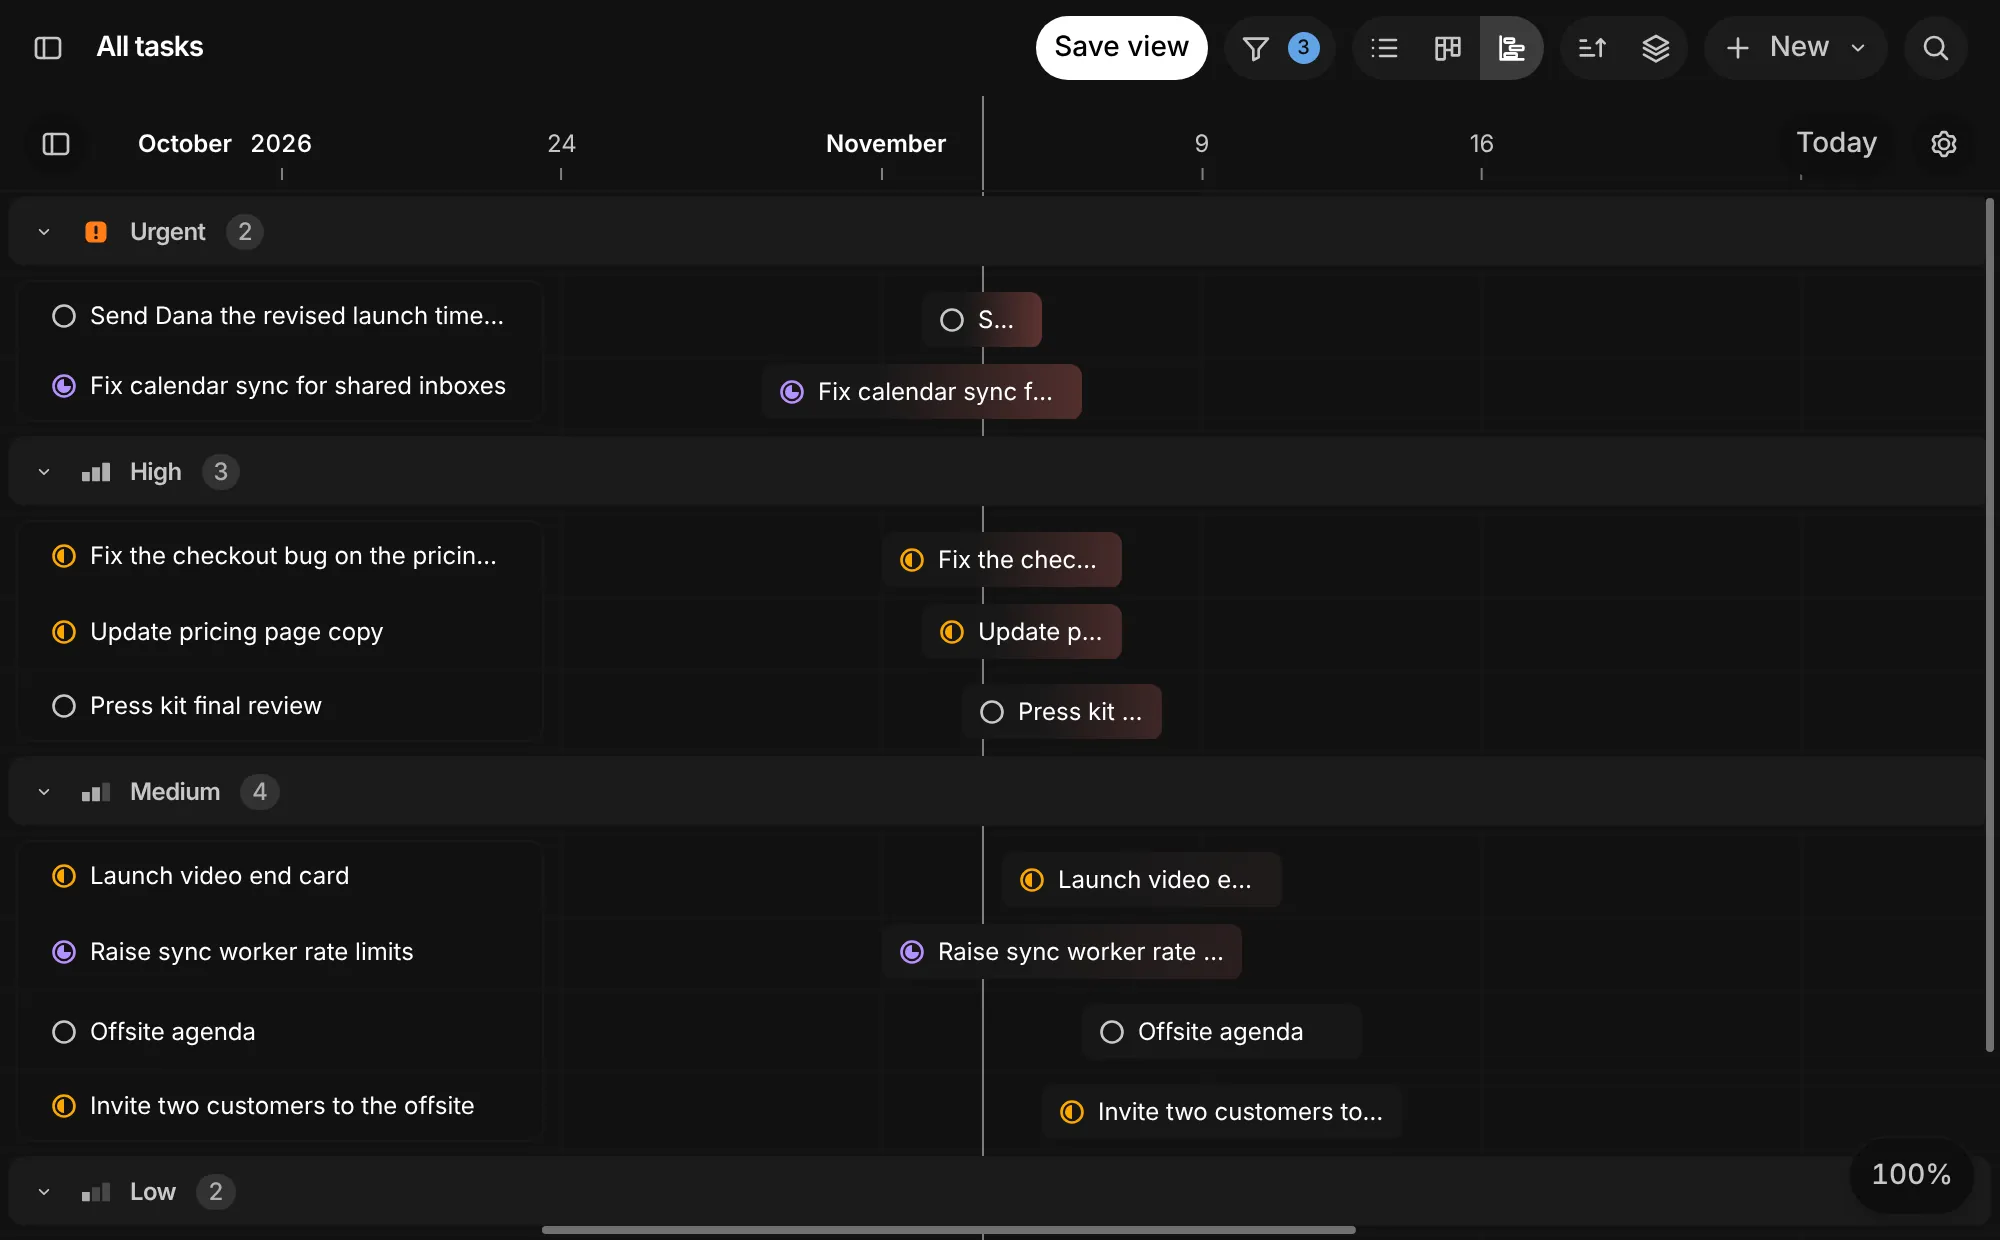 All tasks
Save view
3
New
October 2026
24
November
9
16
Today
Urgent 2
Send Dana the revised launch time...
S...
Fix calendar sync for shared inboxes
Fix calendar sync f...
High 3
Fix the checkout bug on the pricin...
Fix the chec...
Update pricing page copy
Update p...
Press kit final review
Press kit ...
Medium 4
Launch video end card
Launch video e...
Raise sync worker rate limits
Raise sync worker rate ...
Offsite agenda
Offsite agenda
Invite two customers to the offsite
Invite two customers to...
Low 2
100%